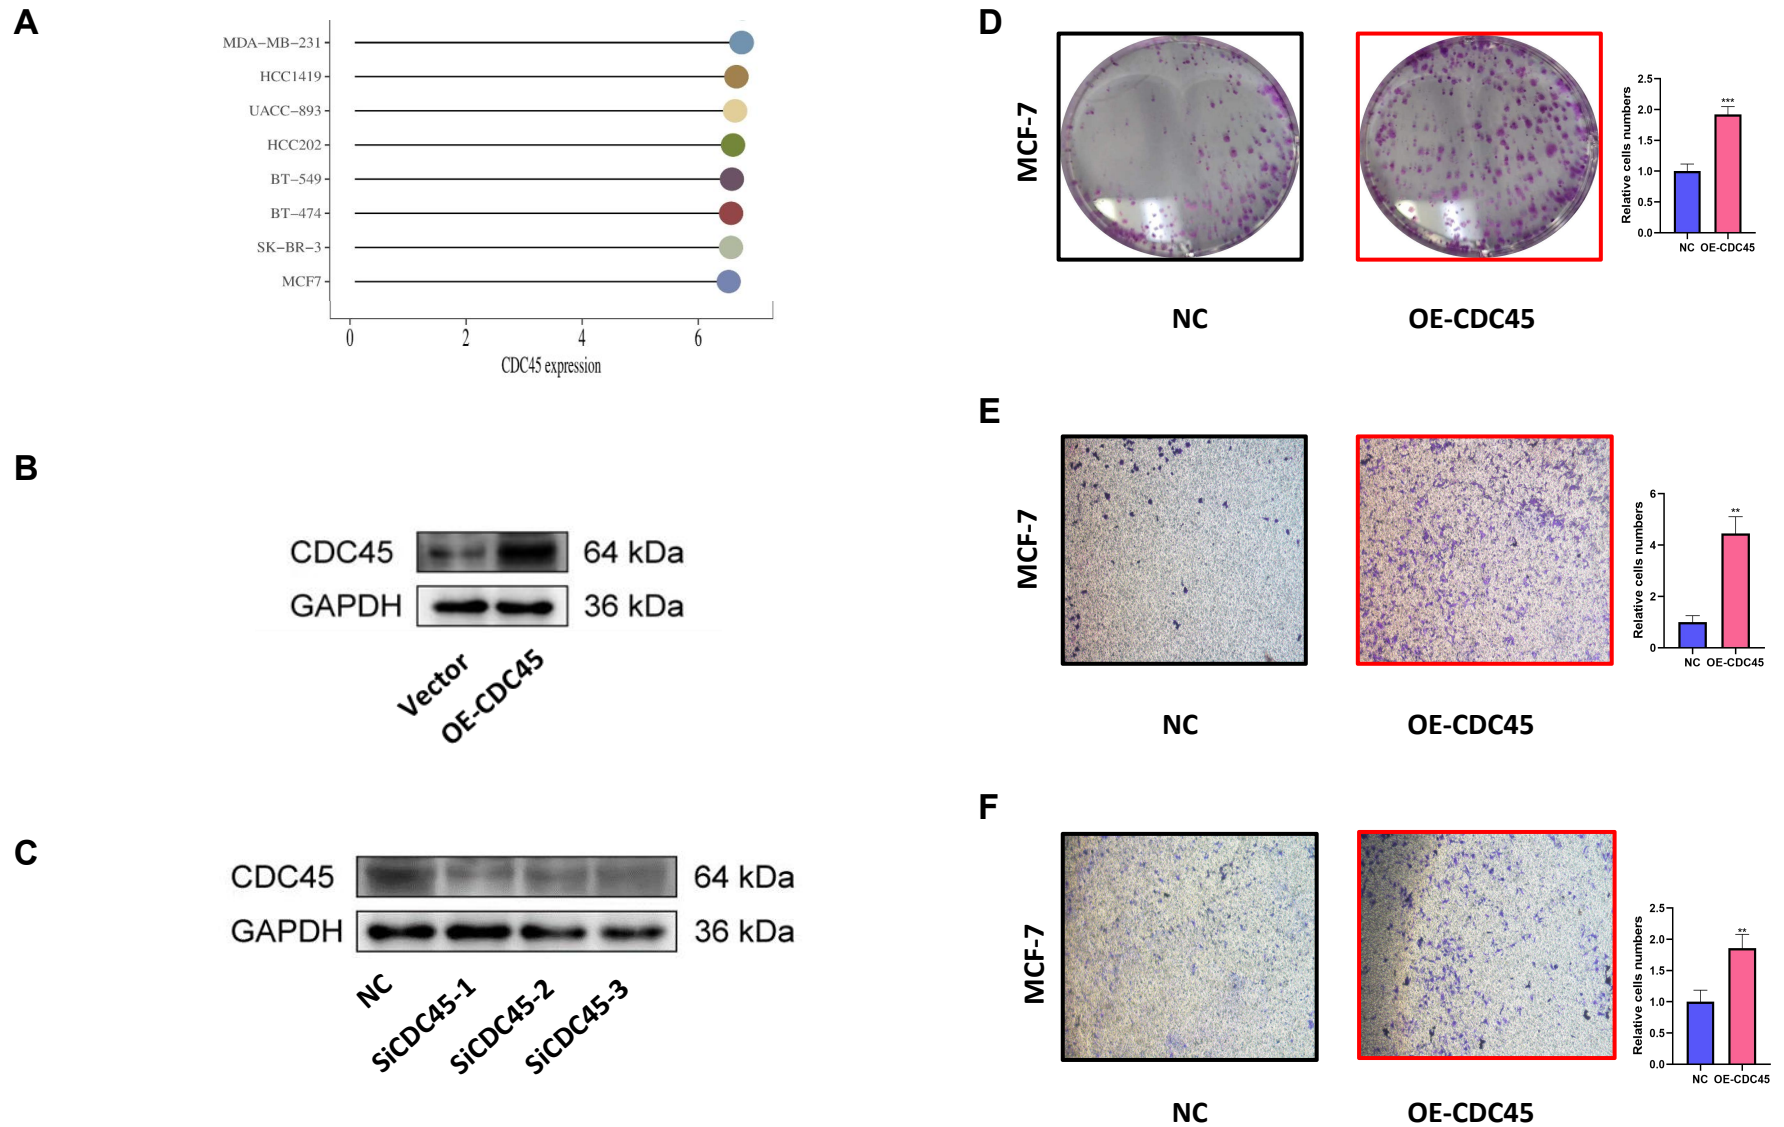 A
MDA−MB−231
HCC1419
UACC−893
HCC202
BT−549
BT−474
SK−BR−3
MCF7
0 2 4 6
CDC45 expression
B
CDC45 64 kDa
GAPDH 36 kDa
Vector
OE-CDC45
C
CDC45 64 kDa
GAPDH 36 kDa
NC
SiCDC45-1
SiCDC45-2
SiCDC45-3
D
MCF-7
NC
OE-CDC45
Relative cells numbers
2.5
2.0
1.5
1.0
0.5
0.0
***
NC OE-CDC45
E
MCF-7
NC
OE-CDC45
Relative cells numbers
6
4
2
0
**
NC OE-CDC45
F
MCF-7
NC
OE-CDC45
Relative cells numbers
2.5
2.0
1.5
1.0
0.5
0.0
**
NC OE-CDC45